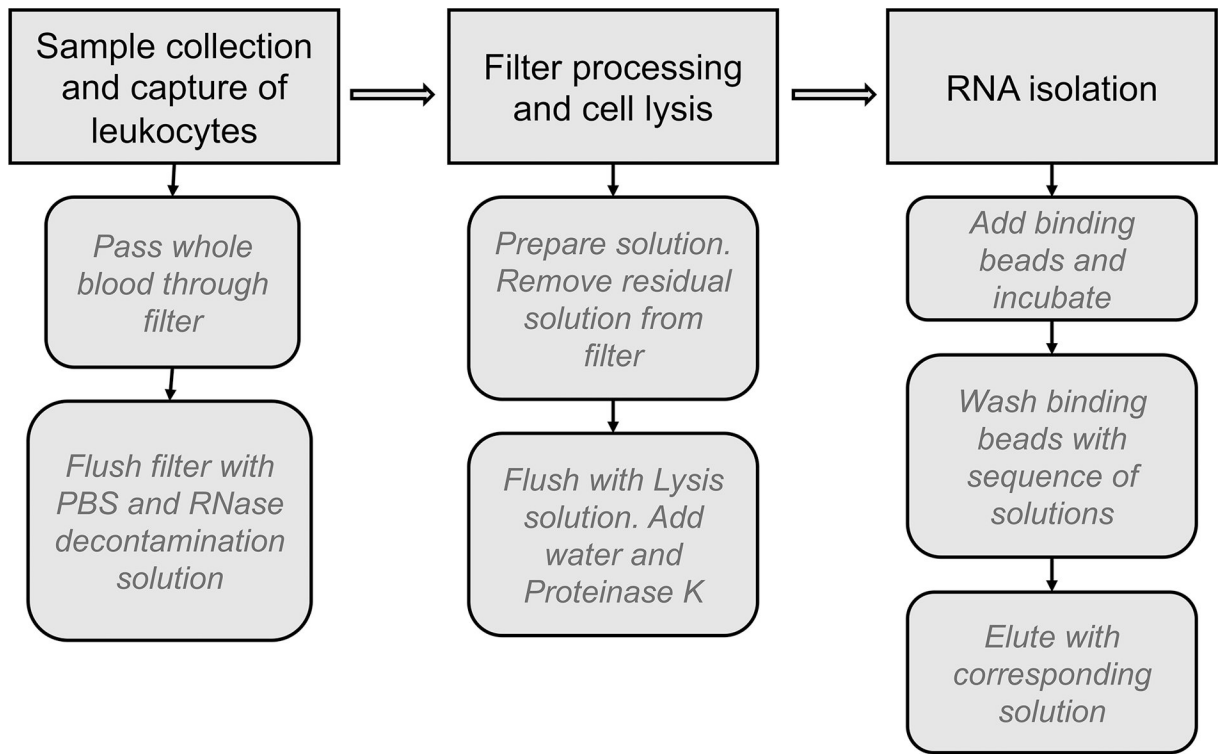 Sample collection
and capture of
leukocytes
Pass whole
blood through
filter
Flush filter with
PBS and RNase
decontamination
solution
Filter processing
and cell lysis
Prepare solution.
Remove residual
solution from
filter
Flush with Lysis
solution. Add
water and
Proteinase K
RNA isolation
Add binding
beads and
incubate
Wash binding
beads with
sequence of
solutions
Elute with
corresponding
solution